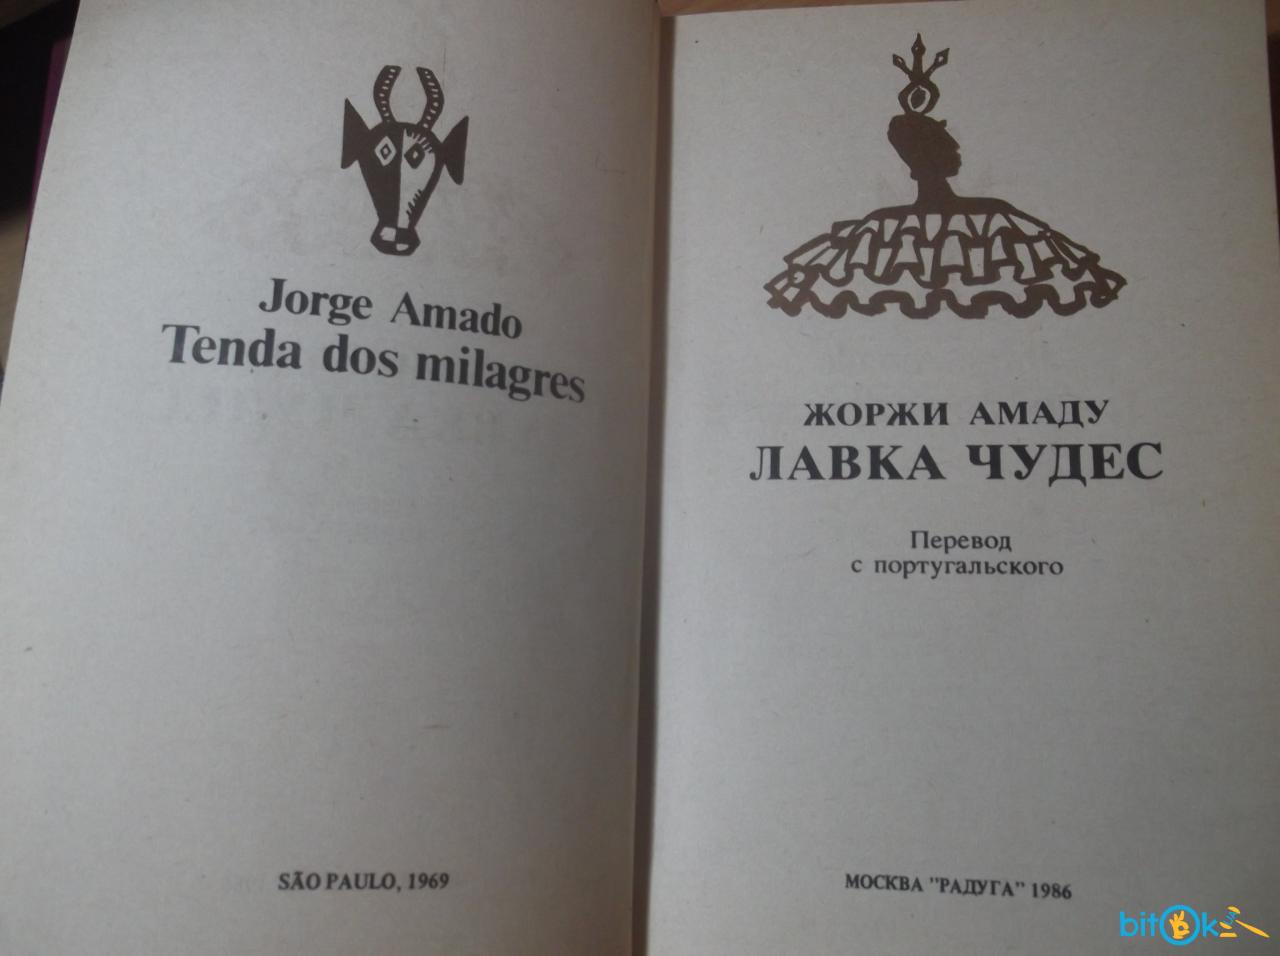 Jorge Amado
Tenda dos milagres
SÃO PAULO, 1969
ЖОРЖИ АМАДУ
ЛАВКА ЧУДЕС
Перевод
с португальского
МОСКВА "РАДУГА" 1986
bitOk